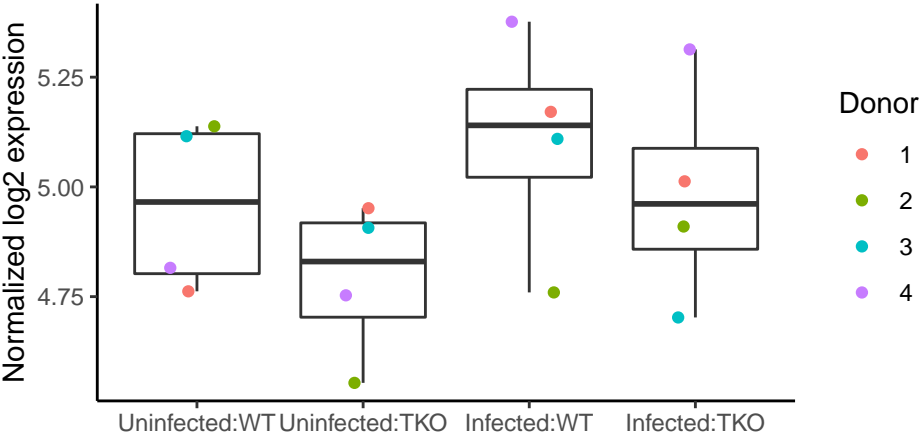 Normalized log2 expression
5.25
5.00
4.75
Uninfected:WT Uninfected:TKO Infected:WT Infected:TKO
Donor
1
2
3
4